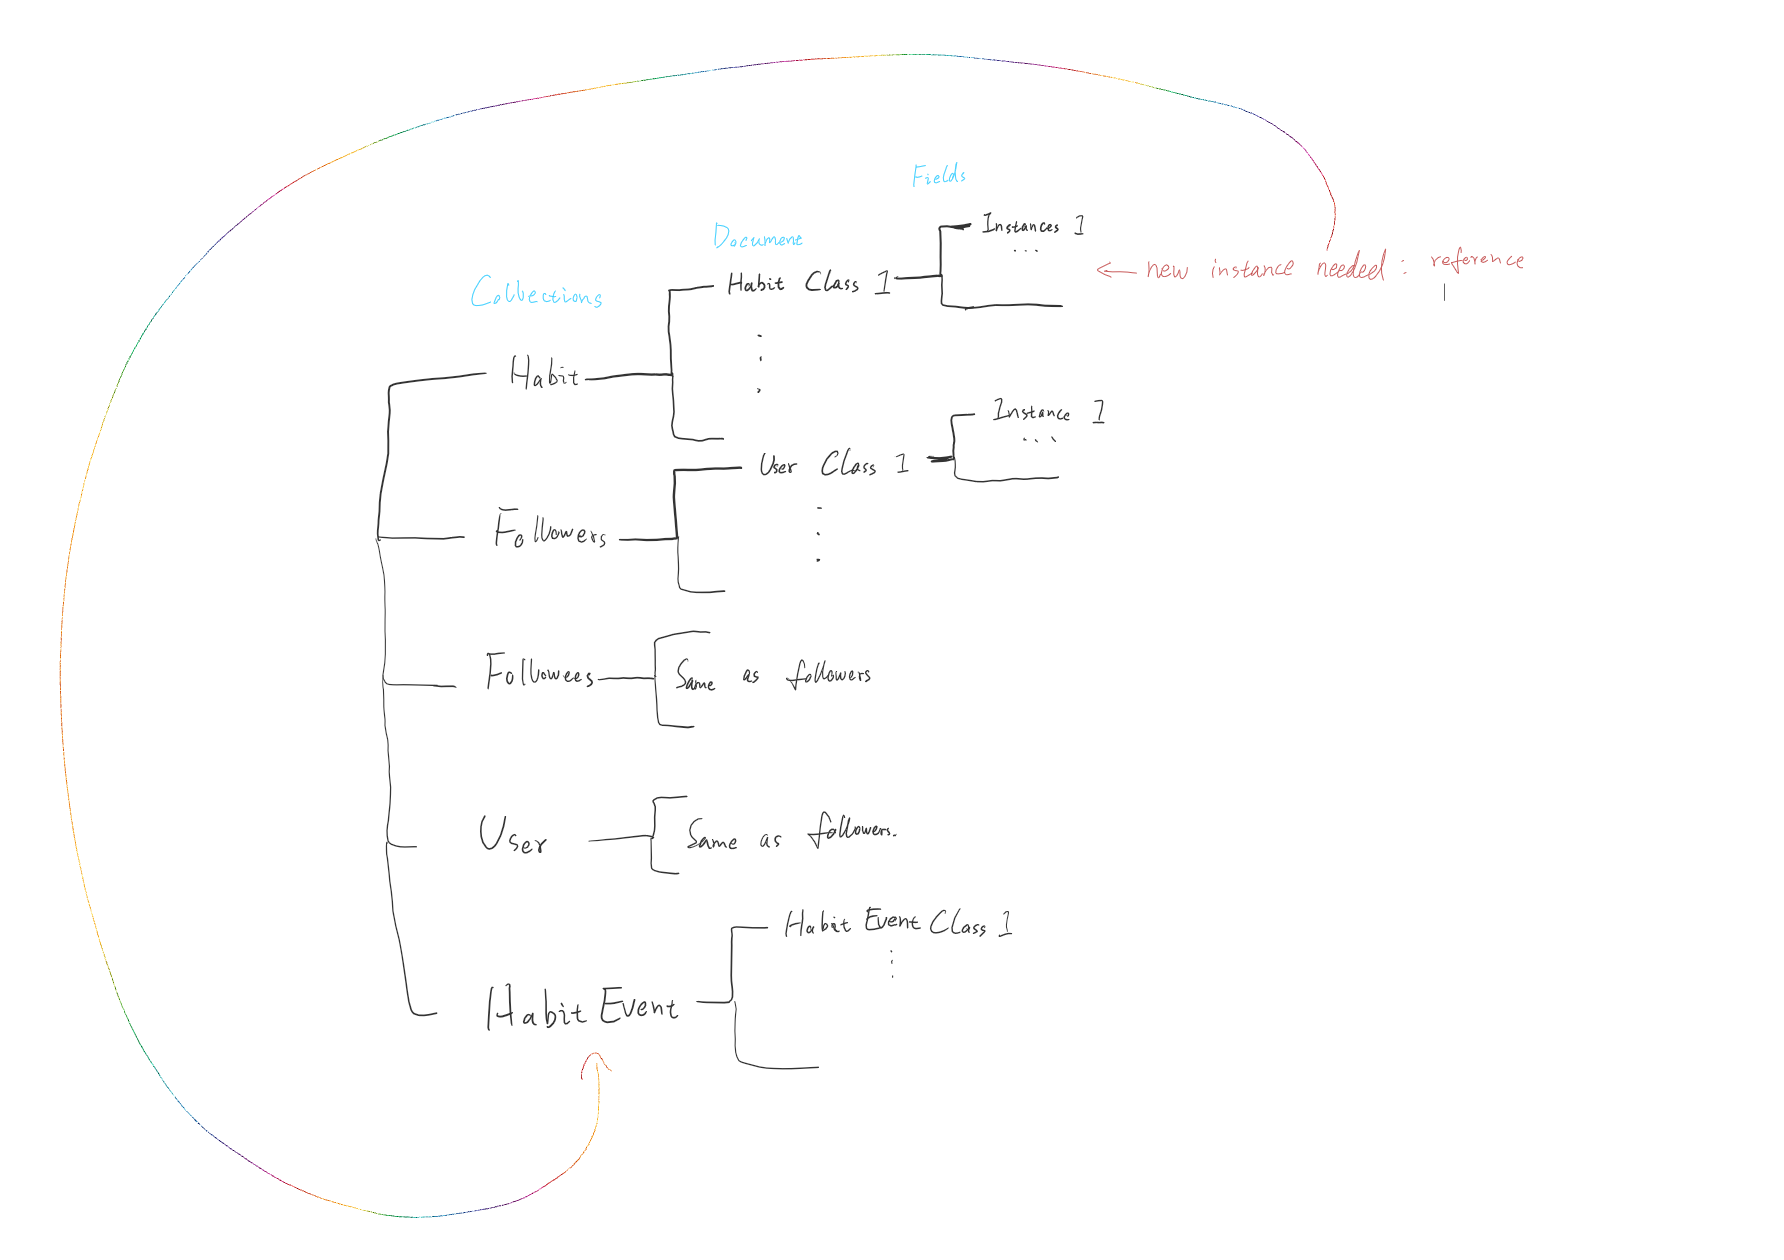 Fields
Instances 1
...
Document
new instance needed : reference
Habit Class 1
Collections
Habit
Instance 1
...
User Class 1
Followers
Followees
Same as followers
User
Same as followers.
Habit Event Class 1
Habit Event